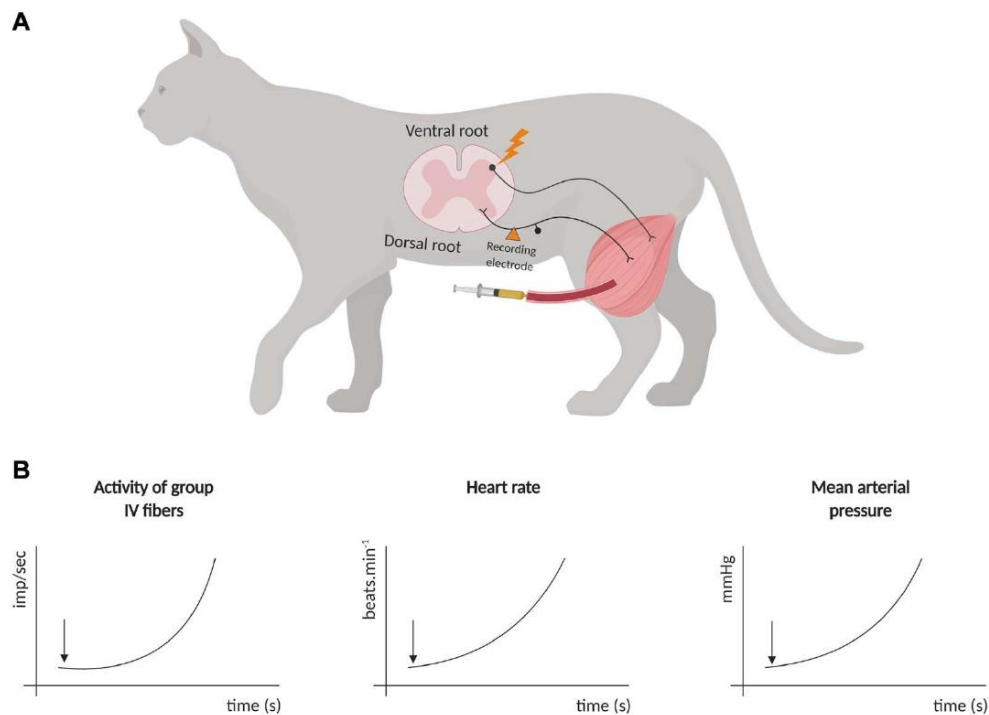 A
Ventral root
Dorsal root
Recording
electrode
B
Activity of group
IV fibers
imp/sec
time (s)
Heart rate
beats.min⁻¹
time (s)
Mean arterial
pressure
mmHg
time (s)